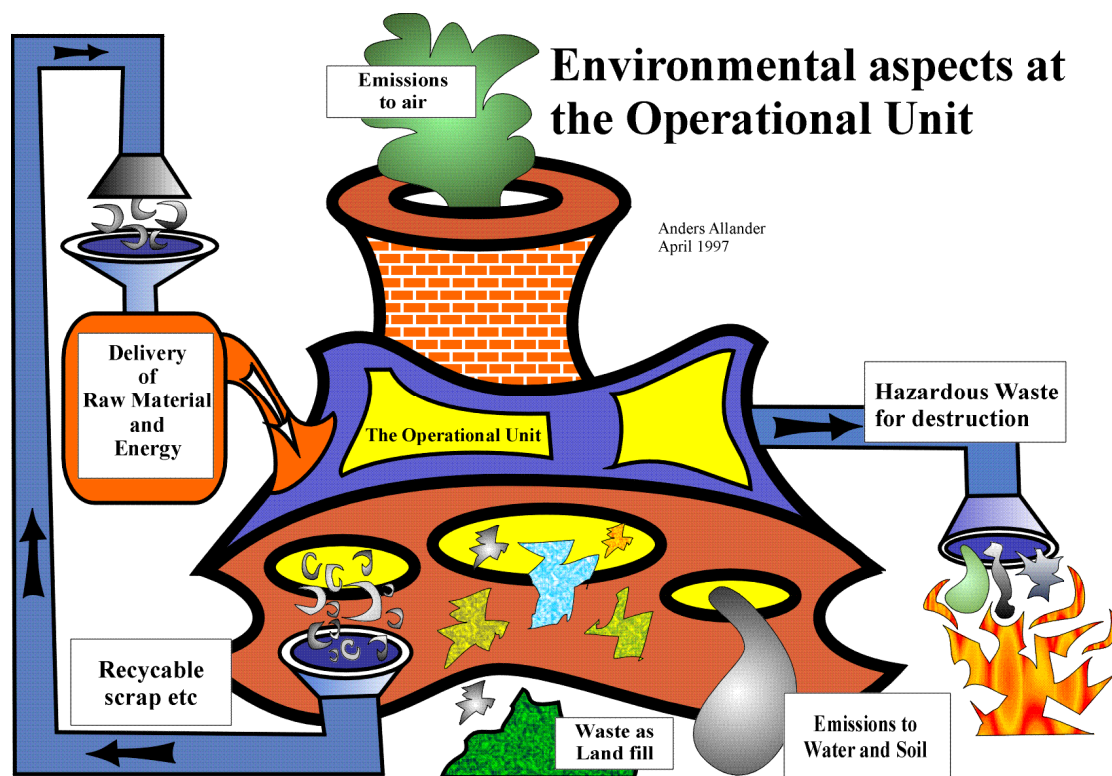 Environmental aspects at
the Operational Unit
Emissions
to air
Anders Allander
April 1997
Delivery
of
Raw Material
and
Energy
The Operational Unit
Hazardous Waste
for destruction
Recycable
scrap etc
Waste as
Land fill
Emissions to
Water and Soil